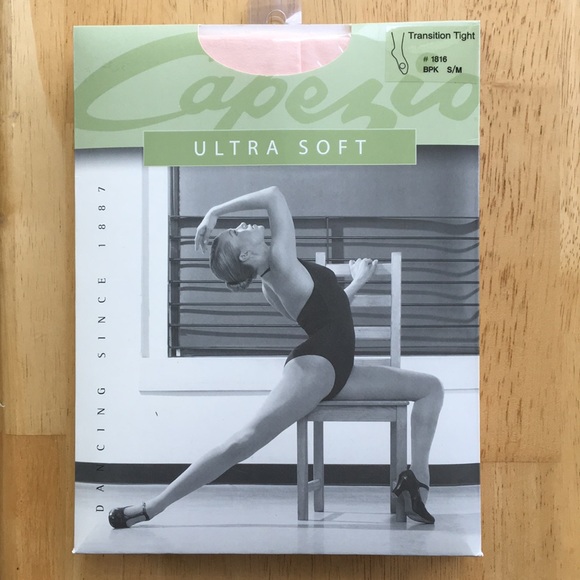 Capezio
Transition Tight
# 1816
BPK S/M
ULTRA SOFT
DANCING SINCE 1887